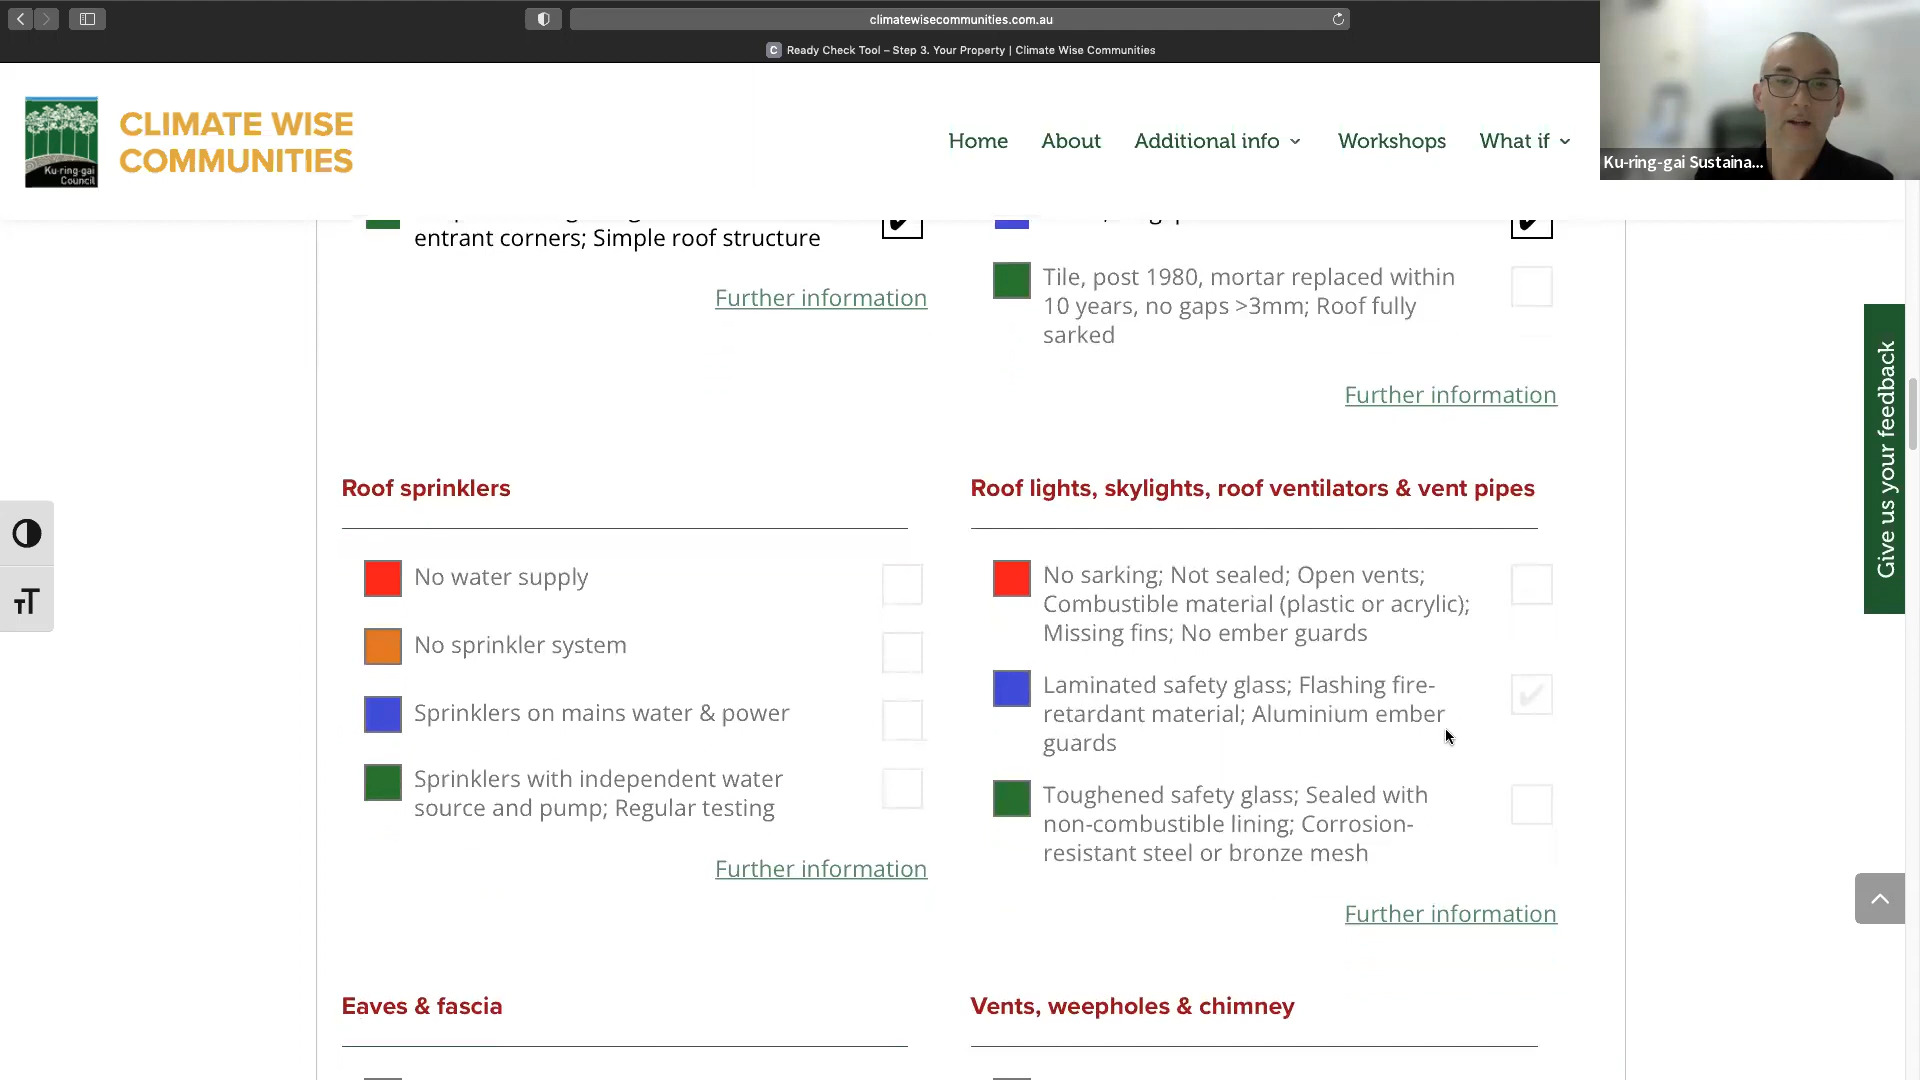 climatewisecommunities.com.au
C Ready Check Tool – Step 3. Your Property | Climate Wise Communities
Ku-ring-gai
Council
CLIMATE WISE
COMMUNITIES
Home About Additional info Workshops What if
Ku-ring-gai Sustaina...
entrant corners; Simple roof structure
Further information
Tile, post 1980, mortar replaced within
10 years, no gaps >3mm; Roof fully
sarked
Further information
Give us your feedback
Roof sprinklers
No water supply
No sprinkler system
Sprinklers on mains water & power
Sprinklers with independent water
source and pump; Regular testing
Further information
Roof lights, skylights, roof ventilators & vent pipes
No sarking; Not sealed; Open vents;
Combustible material (plastic or acrylic);
Missing fins; No ember guards
Laminated safety glass; Flashing fire-
retardant material; Aluminium ember
guards
Toughened safety glass; Sealed with
non-combustible lining; Corrosion-
resistant steel or bronze mesh
Further information
TT
Eaves & fascia
Vents, weepholes & chimney